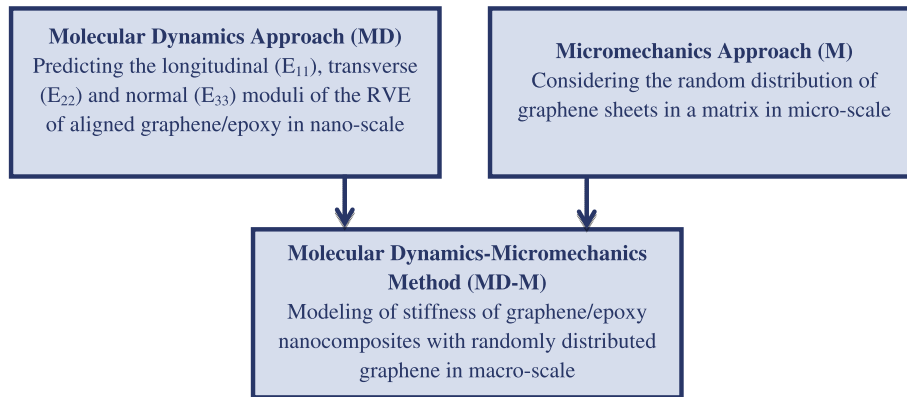 Molecular Dynamics Approach (MD)
Predicting the longitudinal (E₁₁), transverse
(E₂₂) and normal (E₃₃) moduli of the RVE
of aligned graphene/epoxy in nano-scale
Micromechanics Approach (M)
Considering the random distribution of
graphene sheets in a matrix in micro-scale
Molecular Dynamics-Micromechanics
Method (MD-M)
Modeling of stiffness of graphene/epoxy
nanocomposites with randomly distributed
graphene in macro-scale